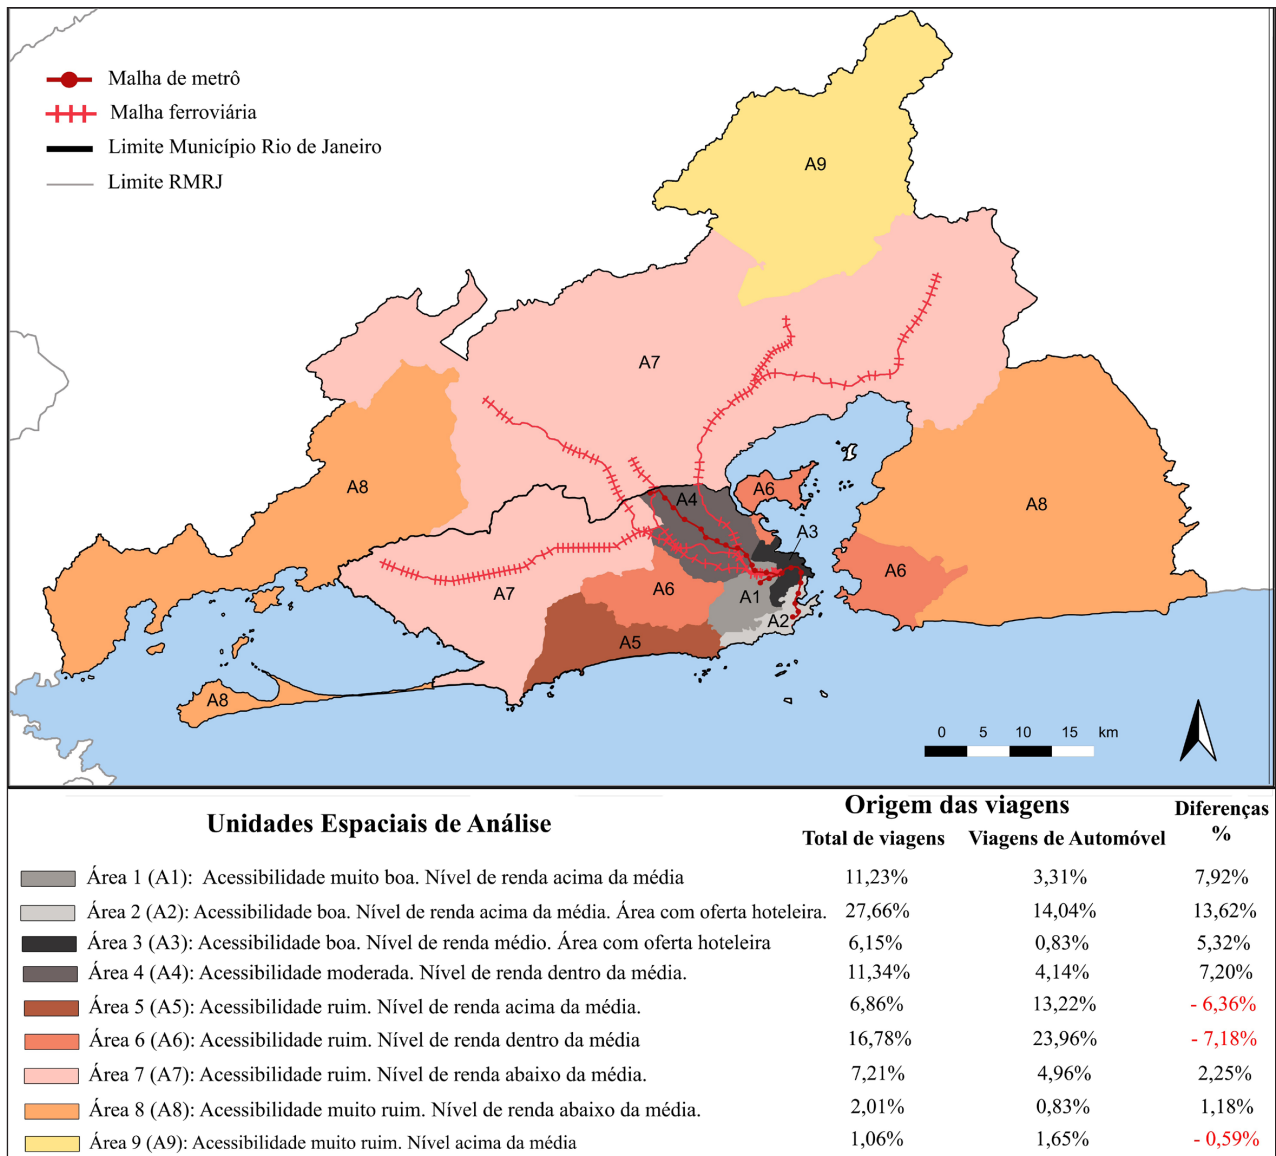 Malha de metrô
Malha ferroviária
Limite Município Rio de Janeiro
Limite RMRJ
A9
A7
A8
A4
A6
A3
A8
A6
A7
A6
A1
A2
A5
A8
0 5 10 15 km
Unidades Espaciais de Análise
Origem das viagens
Total de viagens Viagens de Automóvel
Diferenças
%
Área 1 (A1): Acessibilidade muito boa. Nível de renda acima da média 11,23% 3,31% 7,92%
Área 2 (A2): Acessibilidade boa. Nível de renda acima da média. Área com oferta hoteleira. 27,66% 14,04% 13,62%
Área 3 (A3): Acessibilidade boa. Nível de renda médio. Área com oferta hoteleira 6,15% 0,83% 5,32%
Área 4 (A4): Acessibilidade moderada. Nível de renda dentro da média. 11,34% 4,14% 7,20%
Área 5 (A5): Acessibilidade ruim. Nível de renda acima da média. 6,86% 13,22% - 6,36%
Área 6 (A6): Acessibilidade ruim. Nível de renda dentro da média 16,78% 23,96% - 7,18%
Área 7 (A7): Acessibilidade ruim. Nível de renda abaixo da média. 7,21% 4,96% 2,25%
Área 8 (A8): Acessibilidade muito ruim. Nível de renda abaixo da média. 2,01% 0,83% 1,18%
Área 9 (A9): Acessibilidade muito ruim. Nível acima da média 1,06% 1,65% - 0,59%